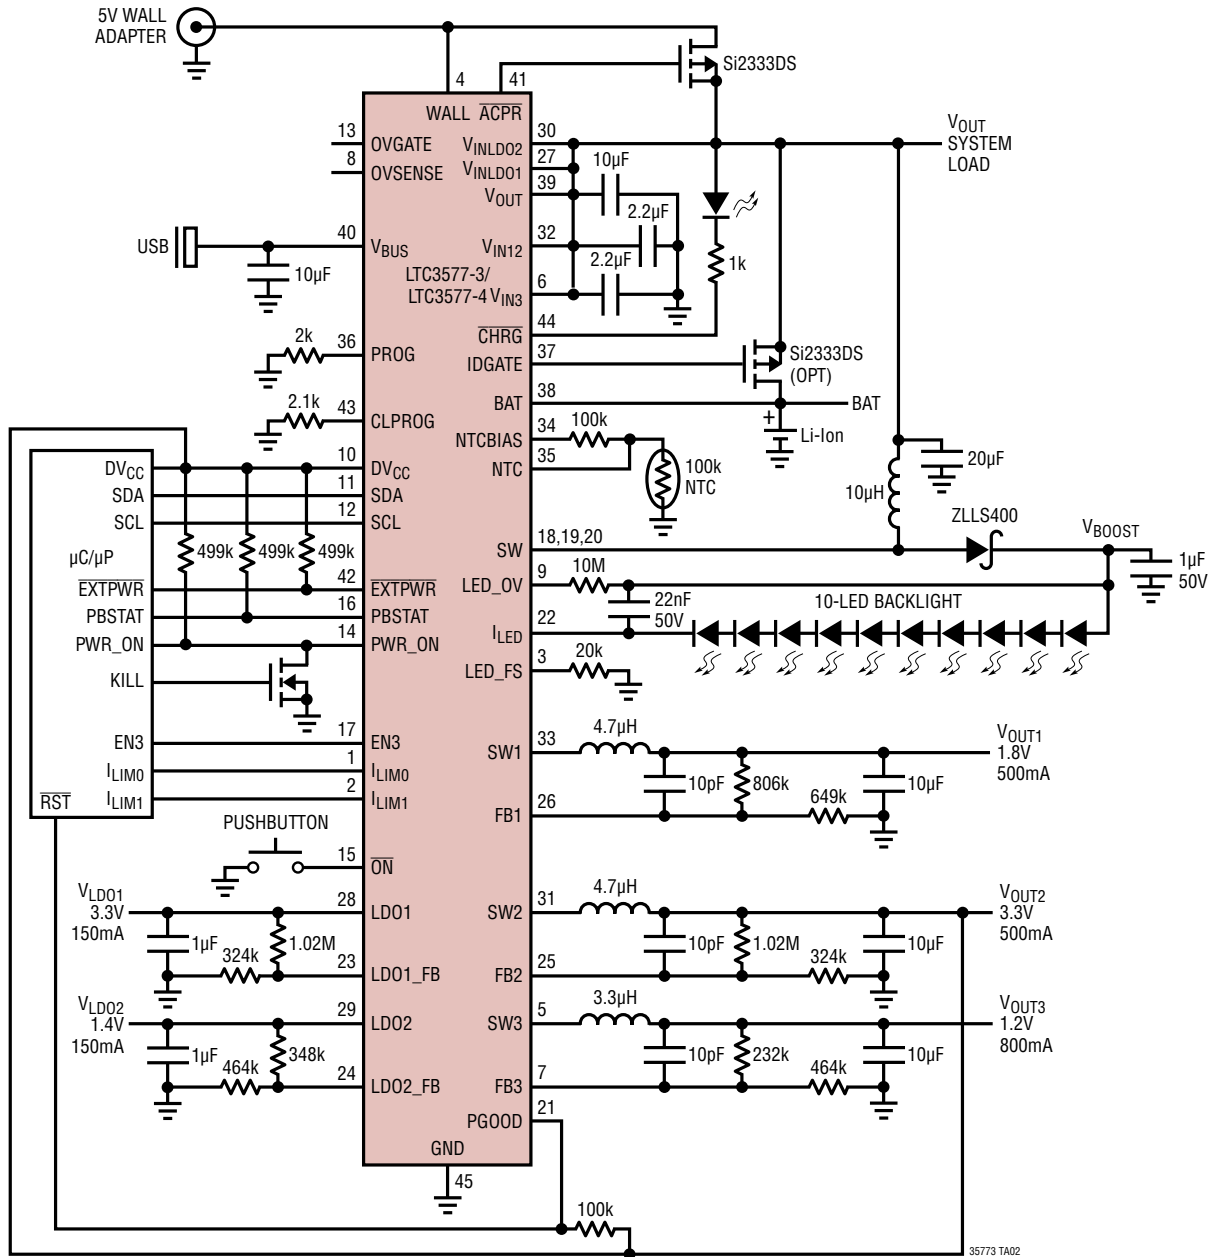 5V WALL
ADAPTER
4
41
Si2333DS
WALL
ACPR
13
OVGATE
8
OVSENSE
VINLDO2
30
VINLDO1
27
VOUT
39
10µF
2.2µF
VOUT
SYSTEM
LOAD
USB
40
VBUS
10µF
VIN12
32
2.2µF
LTC3577-3/
LTC3577-4
VIN3
6
1k
CHRG
44
2k
36
PROG
IDGATE
37
Si2333DS
(OPT)
BAT
38
BAT
2.1k
43
CLPROG
+
Li-Ion
NTCBIAS
34
100k
NTC
35
100k
NTC
20µF
10µH
DVCC
10
DVCC
SDA
11
SDA
SCL
12
SCL
µC/µP
499k
499k
499k
SW
18,19,20
ZLLS400
VBOOST
1µF
50V
EXTPWR
42
EXTPWR
LED_OV
9
10M
22nF
50V
10-LED BACKLIGHT
PBSTAT
16
PBSTAT
ILED
22
PWR_ON
14
PWR_ON
LED_FS
3
20k
KILL
EN3
17
EN3
ILIM0
1
ILIM0
ILIM1
2
ILIM1
RST
SW1
33
4.7µH
VOUT1
1.8V
500mA
10pF
806k
10µF
FB1
26
649k
PUSHBUTTON
15
ON
VLDO1
3.3V
150mA
28
LDO1
1µF
1.02M
324k
23
LDO1_FB
SW2
31
4.7µH
VOUT2
3.3V
500mA
10pF
1.02M
10µF
FB2
25
324k
VLDO2
1.4V
150mA
29
LDO2
1µF
348k
464k
24
LDO2_FB
SW3
5
3.3µH
VOUT3
1.2V
800mA
10pF
232k
10µF
FB3
7
464k
PGOOD
21
GND
45
100k
35773 TA02